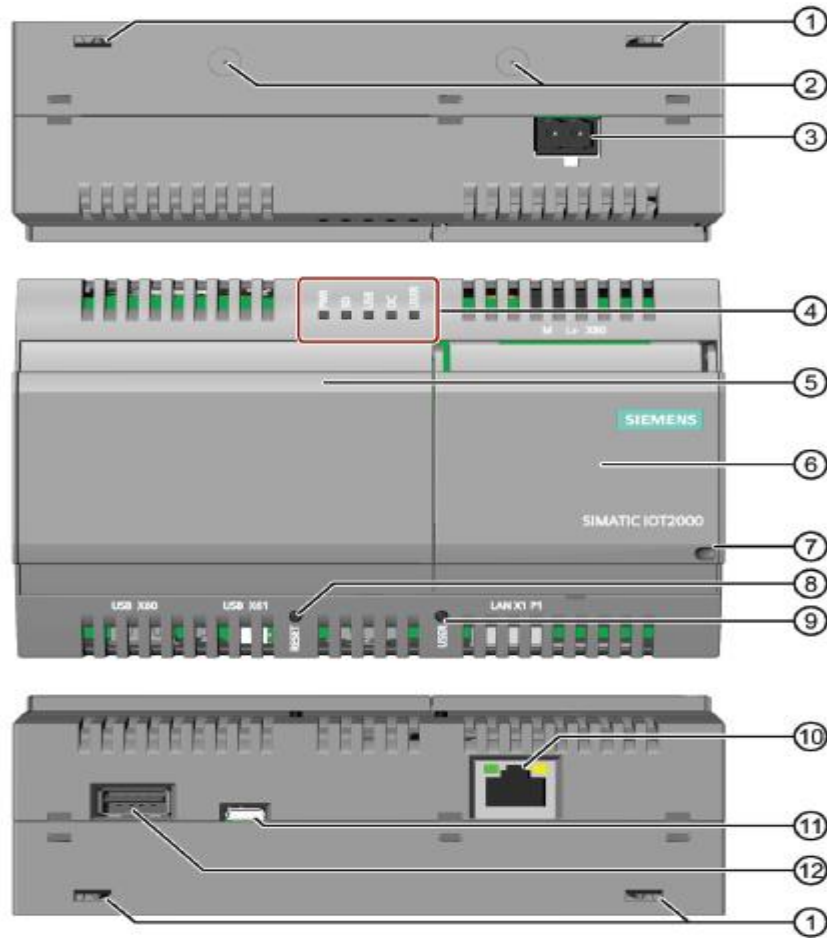 1
2
3
PWR
SD
USB
DC
USER
4
M L+ X80
5
SIEMENS
6
SIMATIC IOT2000
7
8
USB X60
USB X61
LAN X1 P1
RESET
USER
9
10
11
12
1